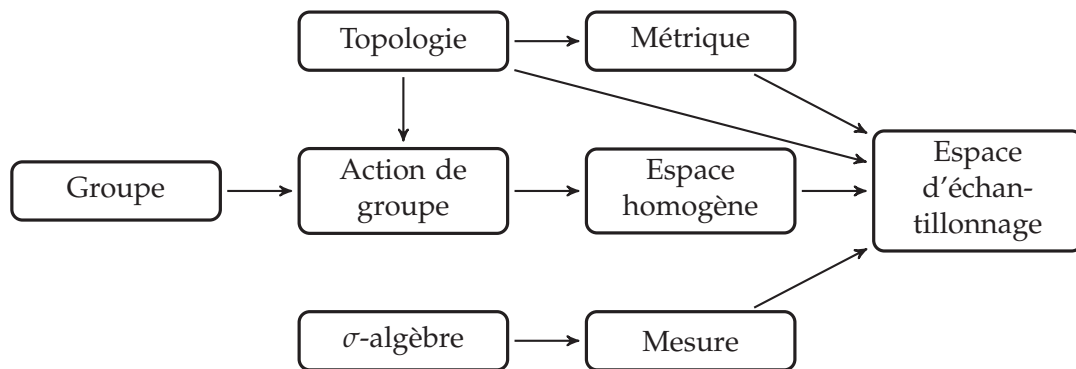 Topologie
Métrique
Groupe
Action de
groupe
Espace
homogène
Espace
d'échan-
tillonnage
σ-algèbre
Mesure